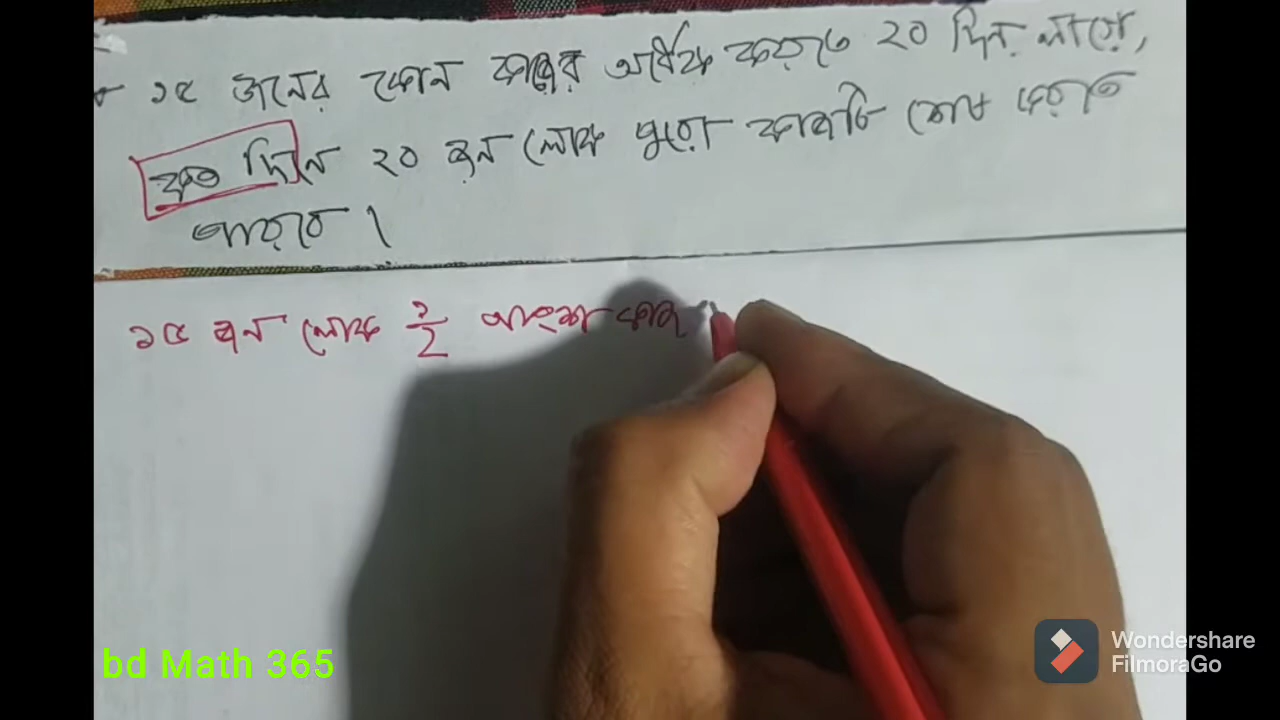 ১৫ জনের কোন কাজের অর্ধেক করতে ২০ দিন লাগে,
কত দিনে ২০ জন লোক পুরো কাজটি শেষ করতে
পারবে ।
১৫ জন লোক ১/2 অংশ কাজ
bd Math 365
Wondershare
FilmoraGo